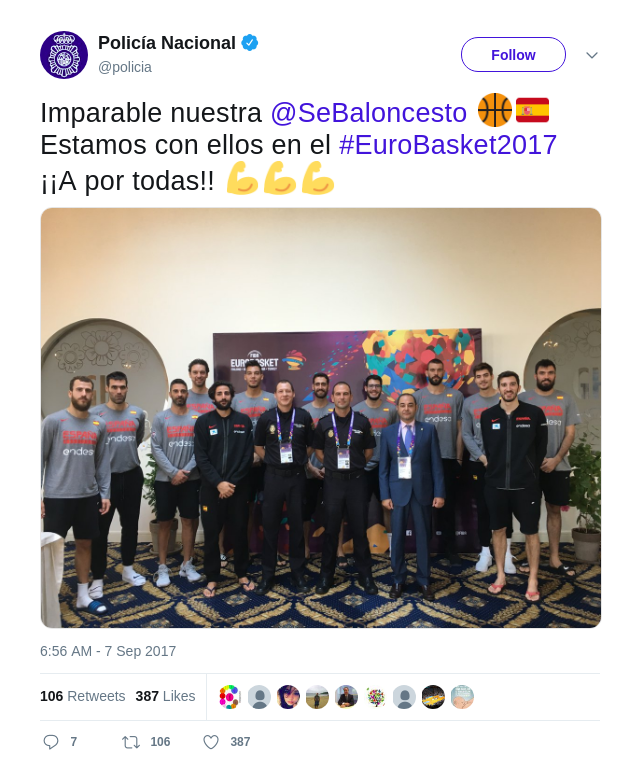 Policía Nacional
@policia
Follow
Imparable nuestra @SeBaloncesto 🏀🇪🇸
Estamos con ellos en el #EuroBasket2017
¡¡A por todas!! 💪💪💪
FIBA
endesa
endesa
endesa
6:56 AM - 7 Sep 2017
106 Retweets 387 Likes
7 106 387